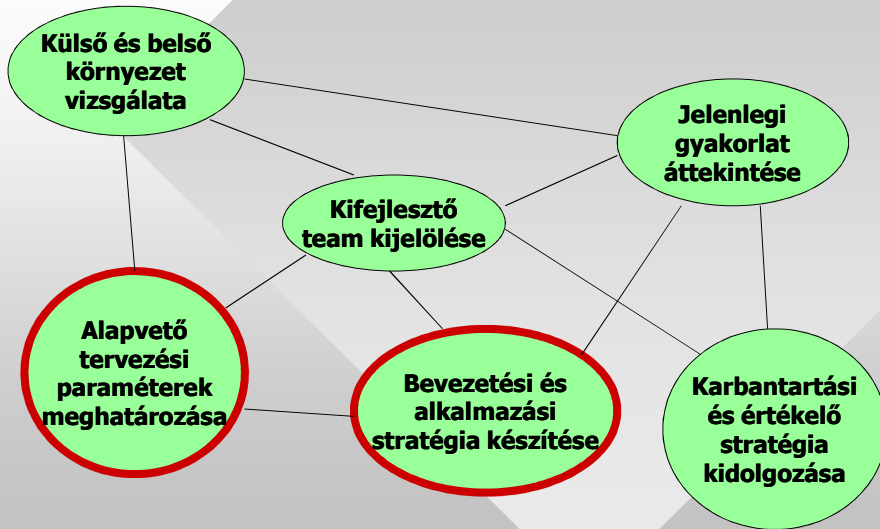 Külső és belső
környezet
vizsgálata
Jelenlegi
gyakorlat
áttekintése
Kifejlesztő
team kijelölése
Alapvető
tervezési
paraméterek
meghatározása
Bevezetési és
alkalmazási
stratégia készítése
Karbantartási
és értékelő
stratégia
kidolgozása